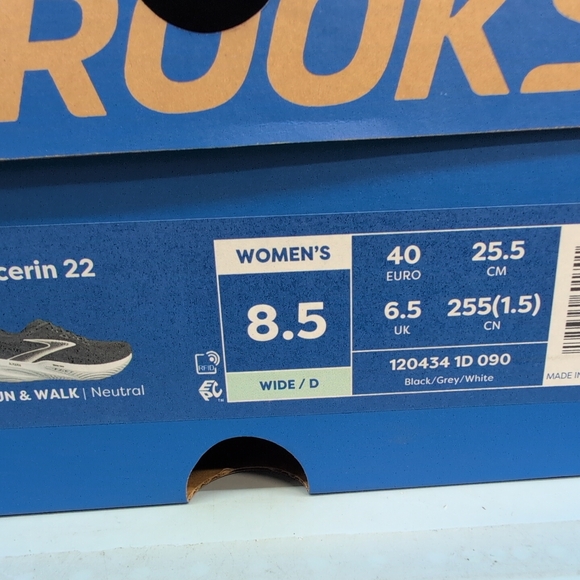 ROOKS
cerin 22
UN & WALK | Neutral
RFID
WOMEN'S
8.5
WIDE / D
40
EURO
25.5
CM
6.5
UK
255(1.5)
CN
120434 1D 090
Black/Grey/White
MADE IN